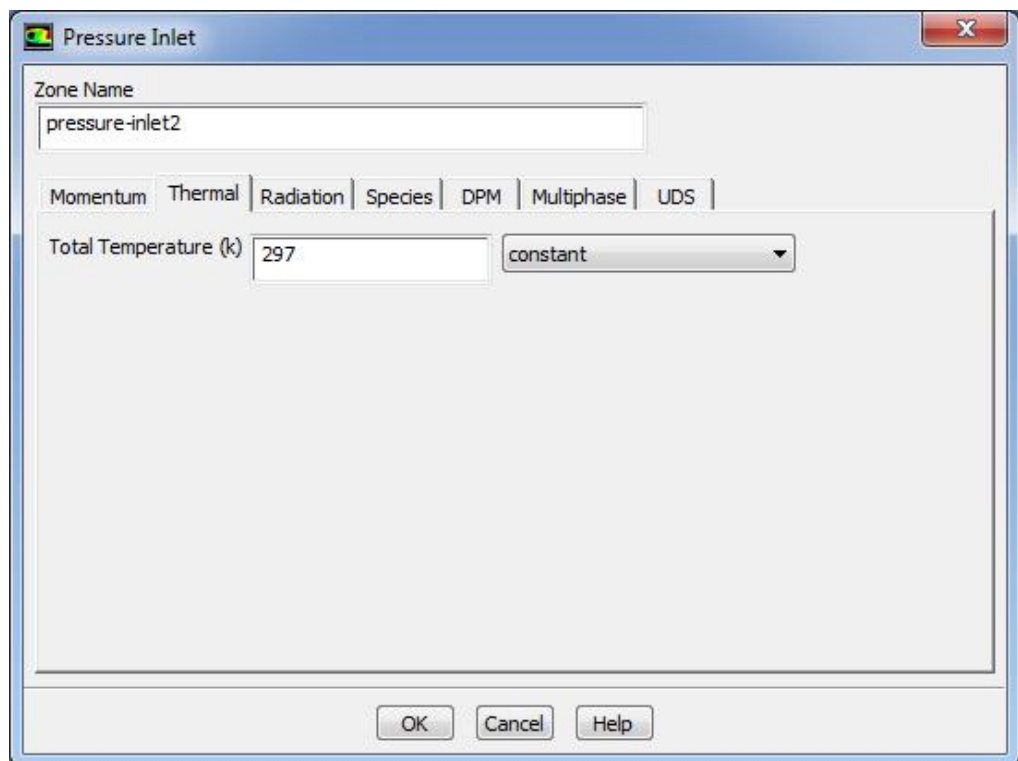 Pressure Inlet
Zone Name
pressure-inlet2
Momentum Thermal Radiation Species DPM Multiphase UDS
Total Temperature (k) 297 constant
OK Cancel Help